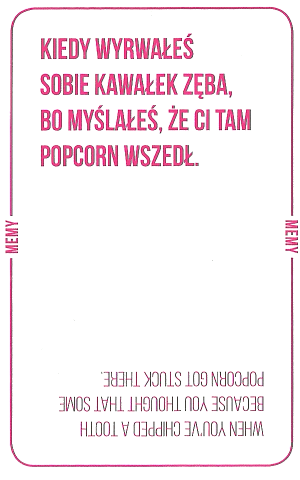 KIEDY WYRWAŁEŚ
SOBIE KAWAŁEK ZĘBA,
BO MYŚLAŁEŚ, ŻE CI TAM
POPCORN WSZEDŁ.
MEMY
MEMY
WHEN YOU'VE CHIPPED A TOOTH
BECAUSE YOU THOUGHT THAT SOME
POPCORN GOT STUCK THERE.